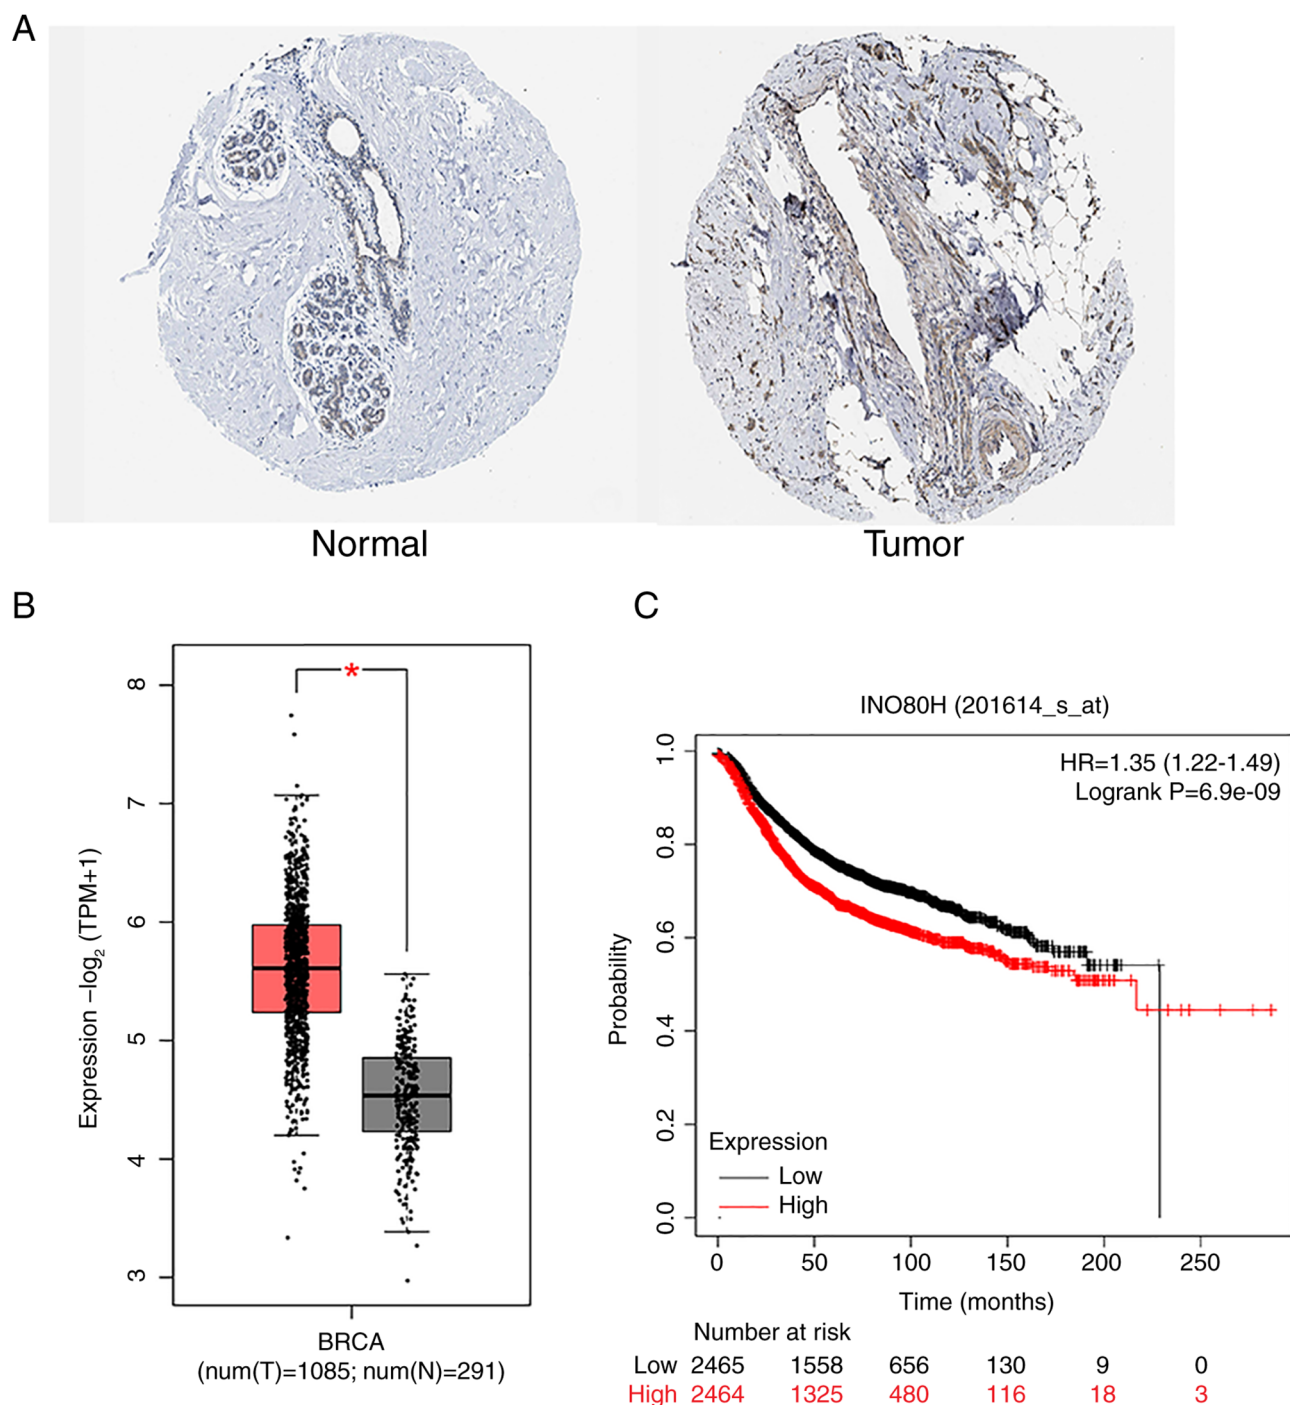 A
Normal
Tumor
B
C
8
7
6
5
4
3
Expression –log2 (TPM+1)
*
BRCA
(num(T)=1085; num(N)=291)
INO80H (201614_s_at)
HR=1.35 (1.22-1.49)
Logrank P=6.9e-09
1.0
0.8
0.6
0.4
0.2
0.0
Probability
Expression
Low
High
0 50 100 150 200 250
Time (months)
Number at risk
Low 2465 1558 656 130 9 0
High 2464 1325 480 116 18 3